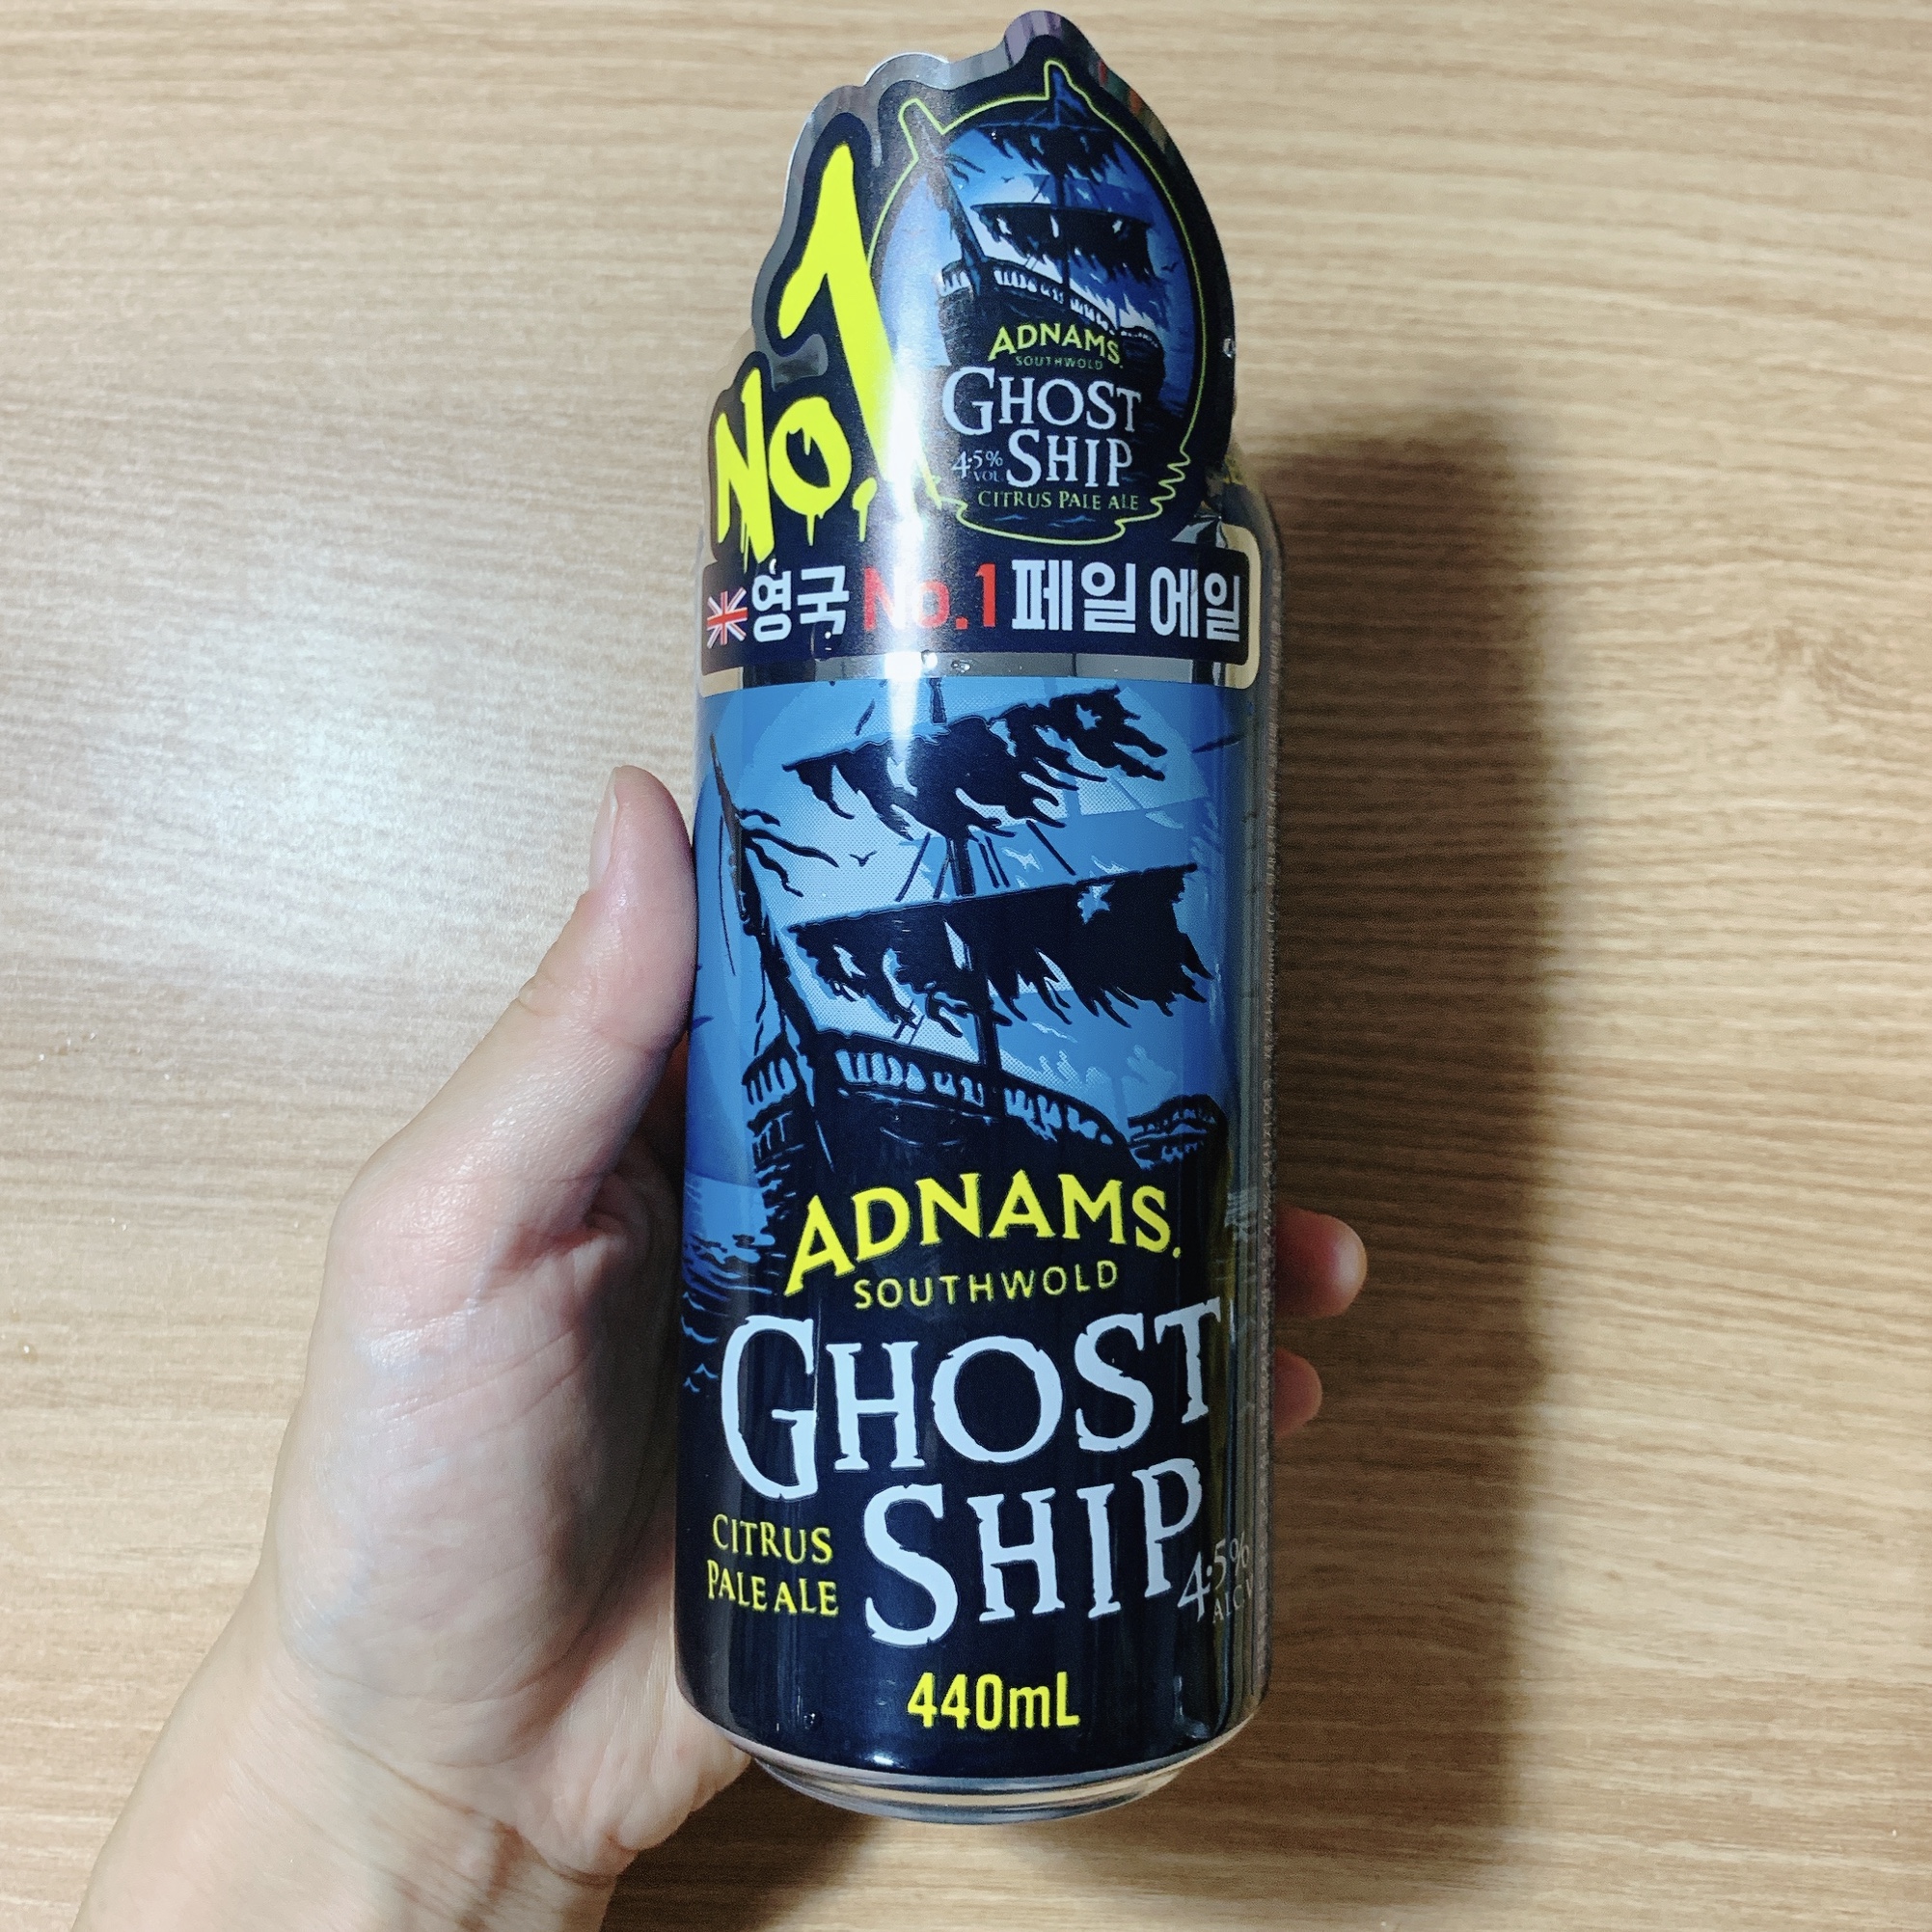 No.1
ADNAMS
SOUTHWOLD
GHOST
SHIP
4.5%
VOL
CITRUS PALE ALE
영국 No.1 페일 에일
ADNAMS.
SOUTHWOLD
GHOST
SHIP
CITRUS
PALE ALE
4.5%
440mL